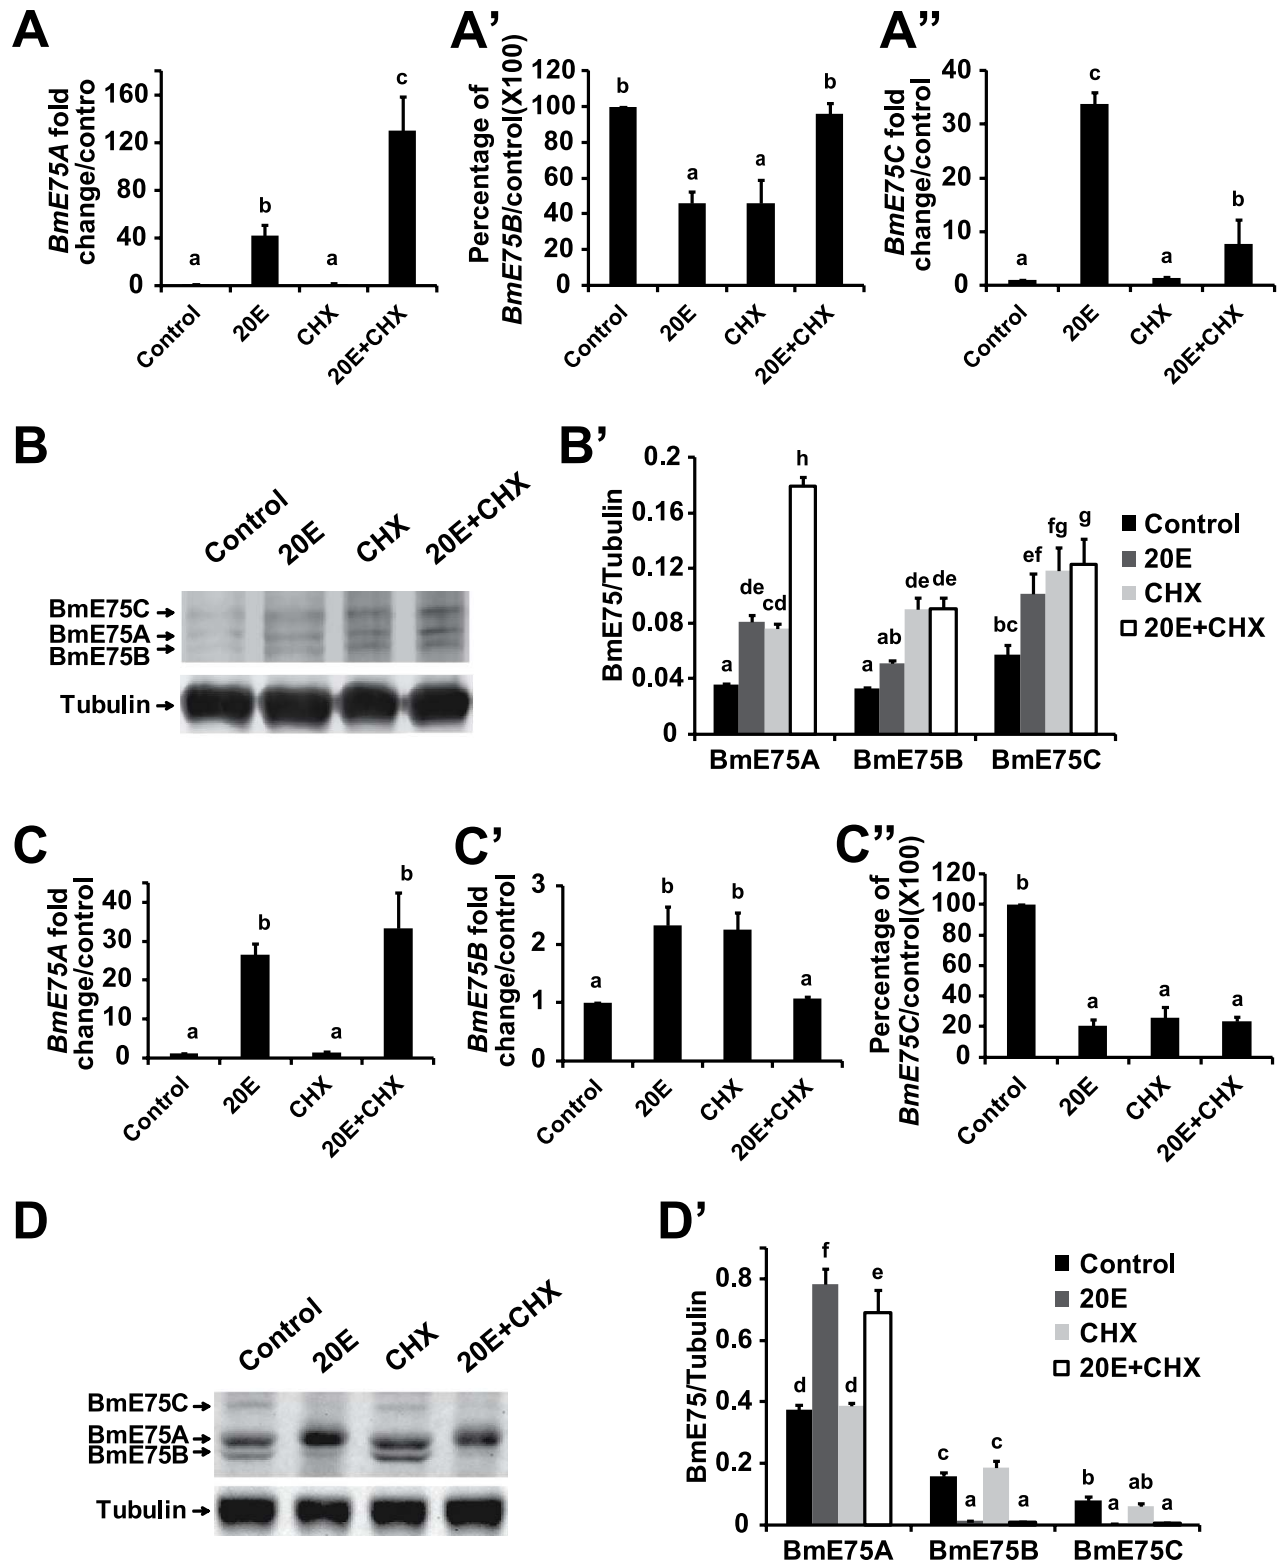 A
BmE75A fold
change/contro
160
120
80
40
0
a
b
a
c
Control
20E
CHX
20E+CHX
A’
Percentage of
BmE75B/control(X100)
120
100
80
60
40
20
0
b
a
a
b
Control
20E
CHX
20E+CHX
A’’
BmE75C fold
change/control
40
30
20
10
0
a
c
a
b
Control
20E
CHX
20E+CHX
B
Control
20E
CHX
20E+CHX
BmE75C
BmE75A
BmE75B
Tubulin
B’
BmE75/Tubulin
0.2
0.16
0.12
0.08
0.04
0
a
de
cd
h
a
ab
de
de
bc
ef
fg
g
BmE75A
BmE75B
BmE75C
Control
20E
CHX
20E+CHX
C
BmE75A fold
change/control
40
30
20
10
0
a
b
a
b
Control
20E
CHX
20E+CHX
C’
BmE75B fold
change/control
3
2
1
0
a
b
b
a
Control
20E
CHX
20E+CHX
C’’
Percentage of
BmE75C/control(X100)
120
100
80
60
40
20
0
b
a
a
a
Control
20E
CHX
20E+CHX
D
Control
20E
CHX
20E+CHX
BmE75C
BmE75A
BmE75B
Tubulin
D’
BmE75/Tubulin
0.8
0.6
0.4
0.2
0
d
f
d
e
c
a
c
a
b
a
ab
a
BmE75A
BmE75B
BmE75C
Control
20E
CHX
20E+CHX